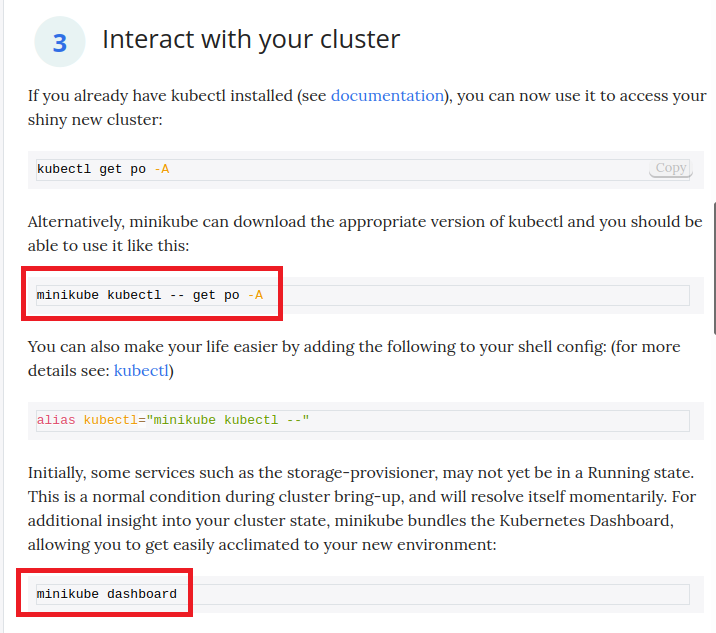 3
Interact with your cluster
If you already have kubectl installed (see documentation), you can now use it to access your
shiny new cluster:
kubectl get po -A
Copy
Alternatively, minikube can download the appropriate version of kubectl and you should be
able to use it like this:
minikube kubectl -- get po -A
You can also make your life easier by adding the following to your shell config: (for more
details see: kubectl)
alias kubectl="minikube kubectl --"
Initially, some services such as the storage-provisioner, may not yet be in a Running state.
This is a normal condition during cluster bring-up, and will resolve itself momentarily. For
additional insight into your cluster state, minikube bundles the Kubernetes Dashboard,
allowing you to get easily acclimated to your new environment:
minikube dashboard